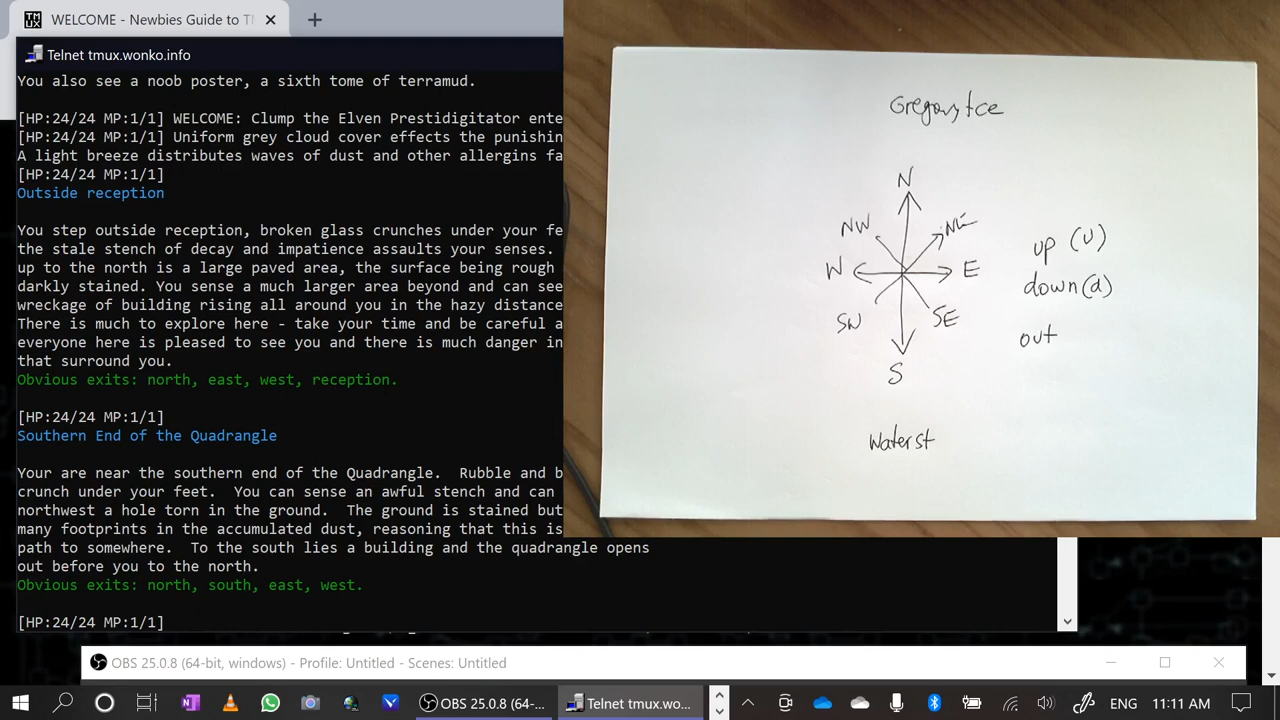 WELCOME - Newbies Guide to TM
Telnet tmux.wonko.info
You also see a noob poster, a sixth tome of terramud.
[HP:24/24 MP:1/1] WELCOME: Clump the Elven Prestidigitator ente
[HP:24/24 MP:1/1] Uniform grey cloud cover effects the punishin
A light breeze distributes waves of dust and other allergins fa
[HP:24/24 MP:1/1]
Outside reception
You step outside reception, broken glass crunches under your fe
the stale stench of decay and impatience assaults your senses.
up to the north is a large paved area, the surface being rough
darkly stained. You sense a much larger area beyond and can see
wreckage of building rising all around you in the hazy distance
There is much to explore here - take your time and be careful a
everyone here is pleased to see you and there is much danger in
that surround you.
Obvious exits: north, east, west, reception.
[HP:24/24 MP:1/1]
Southern End of the Quadrangle
Your are near the southern end of the Quadrangle.  Rubble and b
crunch under your feet.  You can sense an awful stench and can
northwest a hole torn in the ground.  The ground is stained but
many footprints in the accumulated dust, reasoning that this is
path to somewhere.  To the south lies a building and the quadrangle opens
out before you to the north.
Obvious exits: north, south, east, west.
[HP:24/24 MP:1/1]
N
NW NE
W E
SW SE
S
up (u)
down (d)
out
Water st
OBS 25.0.8 (64-bit, windows) - Profile: Untitled - Scenes: Untitled
OBS 25.0.8 (64-bit, windows) -...
Telnet tmux.wo...
ENG
11:11 AM